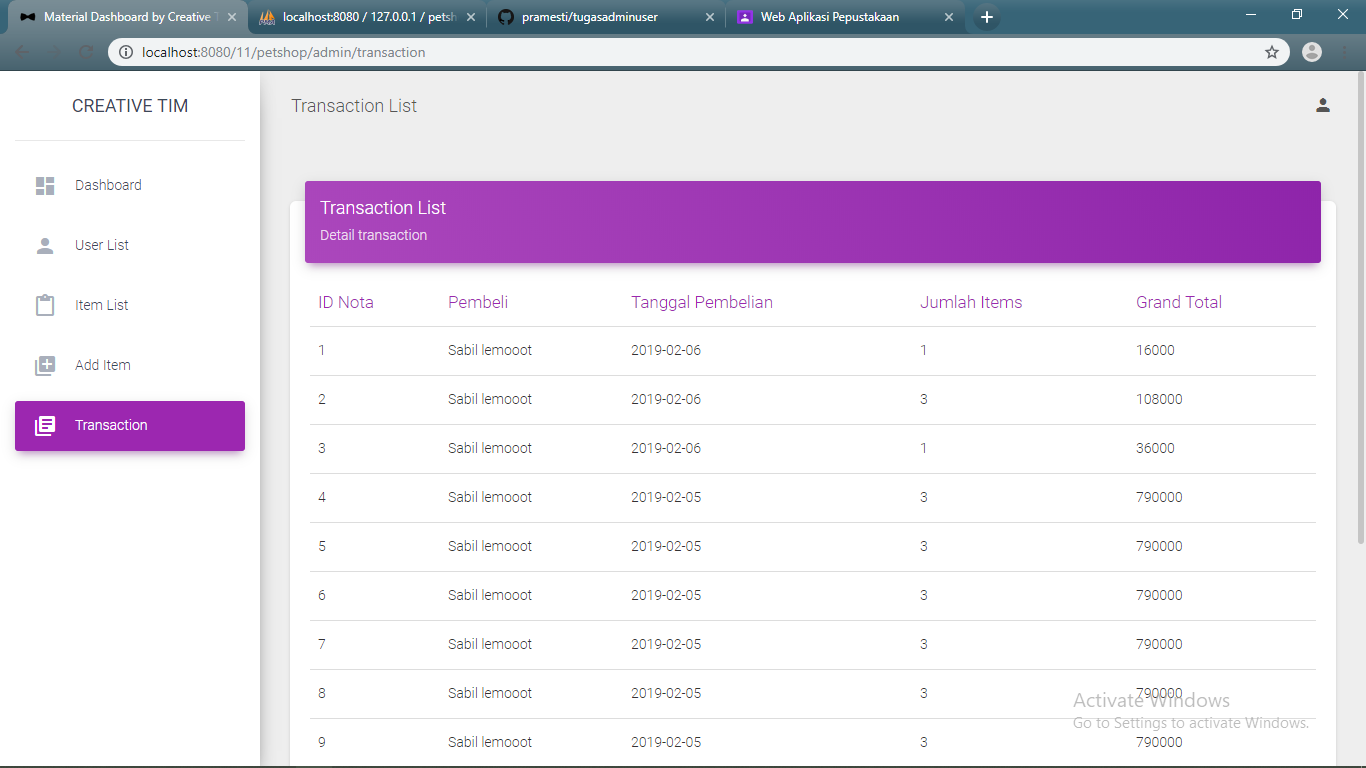 Material Dashboard by Creative T
localhost:8080 / 127.0.0.1 / petsh
pramesti/tugasadminuser
Web Aplikasi Pepustakaan
localhost:8080/11/petshop/admin/transaction
CREATIVE TIM
Dashboard
User List
Item List
Add Item
Transaction
Transaction List
Transaction List
Detail transaction
ID Nota Pembeli Tanggal Pembelian Jumlah Items Grand Total
1 Sabil lemooot 2019-02-06 1 16000
2 Sabil lemooot 2019-02-06 3 108000
3 Sabil lemooot 2019-02-06 1 36000
4 Sabil lemooot 2019-02-05 3 790000
5 Sabil lemooot 2019-02-05 3 790000
6 Sabil lemooot 2019-02-05 3 790000
7 Sabil lemooot 2019-02-05 3 790000
8 Sabil lemooot 2019-02-05 3 790000
9 Sabil lemooot 2019-02-05 3 790000
Activate Windows
Go to Settings to activate Windows.